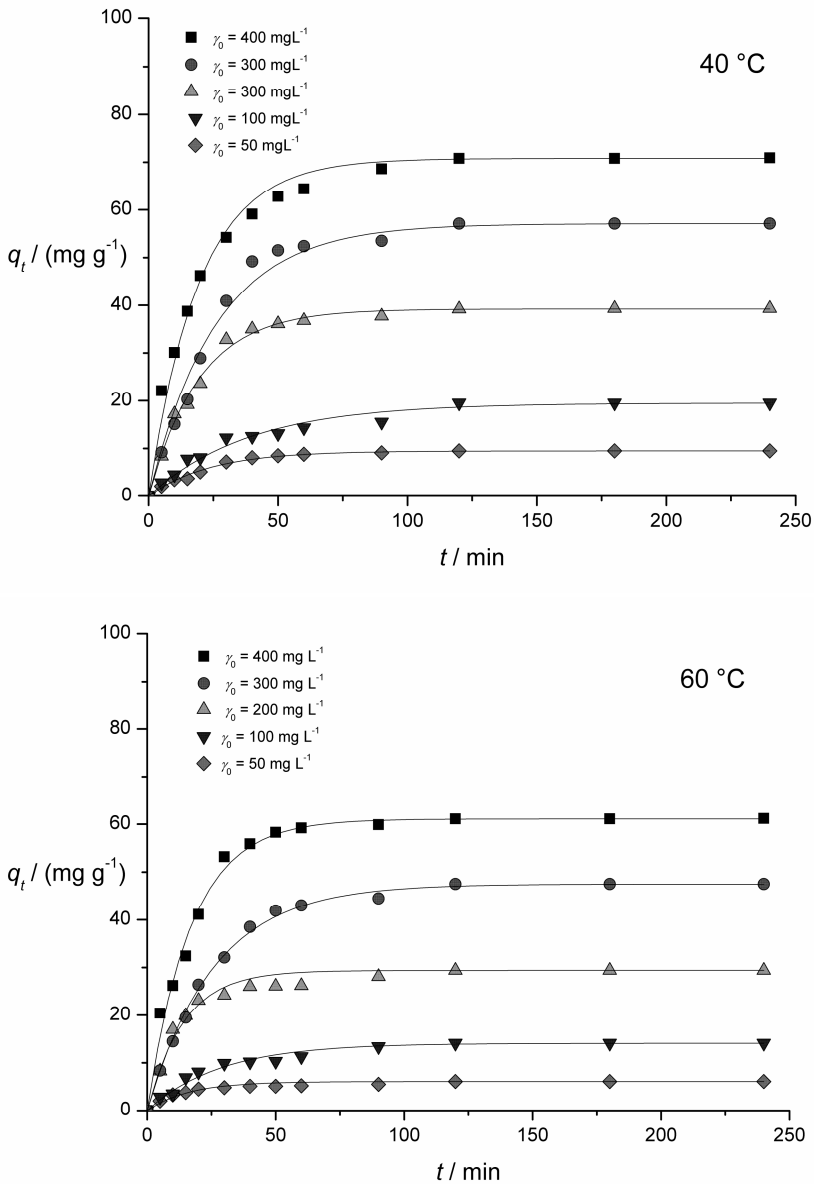 100
80
60
40
20
0
q_t / (mg g⁻¹)
γ₀ = 400 mgL⁻¹
γ₀ = 300 mgL⁻¹
γ₀ = 300 mgL⁻¹
γ₀ = 100 mgL⁻¹
γ₀ = 50 mgL⁻¹
40 °C
0 50 100 150 200 250
t / min
100
80
60
40
20
0
q_t / (mg g⁻¹)
γ₀ = 400 mg L⁻¹
γ₀ = 300 mg L⁻¹
γ₀ = 200 mg L⁻¹
γ₀ = 100 mg L⁻¹
γ₀ = 50 mg L⁻¹
60 °C
0 50 100 150 200 250
t / min